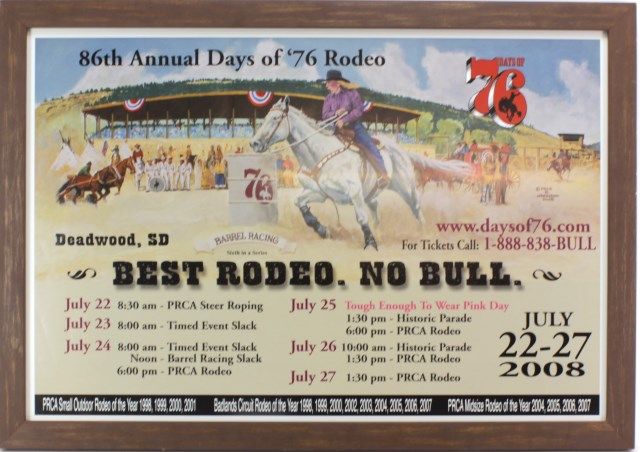 86th Annual Days of '76 Rodeo
DAYS OF
76
76
Deadwood, SD
BARREL RACING
Sixth in a Series
www.daysof76.com
For Tickets Call: 1-888-838-BULL
BEST RODEO. NO BULL.
July 22 8:30 am - PRCA Steer Roping
July 23 8:00 am - Timed Event Slack
July 24 8:00 am - Timed Event Slack
Noon - Barrel Racing Slack
6:00 pm - PRCA Rodeo
July 25 Tough Enough To Wear Pink Day
1:30 pm - Historic Parade
6:00 pm - PRCA Rodeo
July 26 10:00 am - Historic Parade
1:30 pm - PRCA Rodeo
July 27 1:30 pm - PRCA Rodeo
JULY
22-27
2008
PRCA Small Outdoor Rodeo of the Year 1998, 1999, 2000, 2001 Badlands Circuit Rodeo of the Year 1998, 1999, 2000, 2002, 2003, 2004, 2005, 2006, 2007 PRCA Midsize Rodeo of the Year 2004, 2005, 2006, 2007